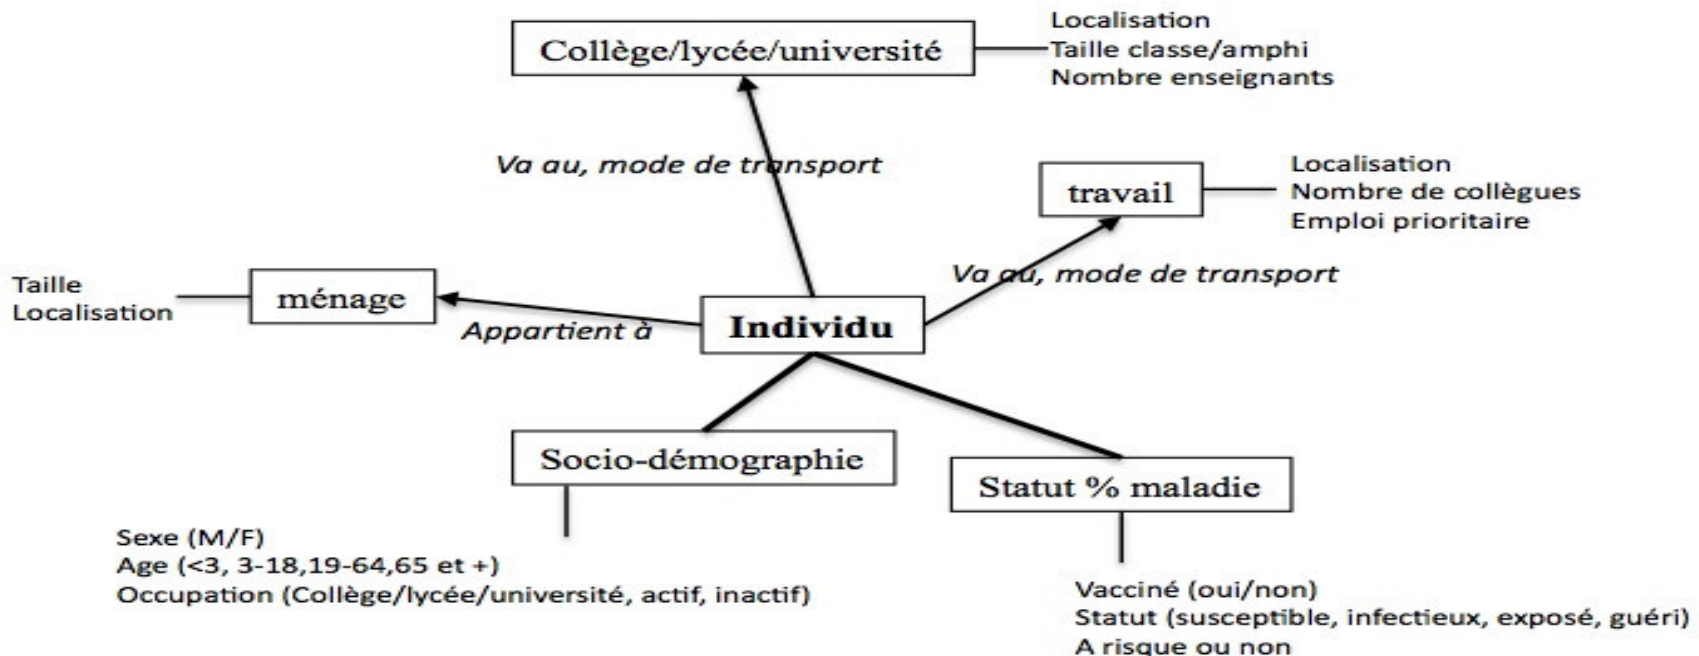 Localisation
Collège/lycée/université
Taille classe/amphi
Nombre enseignants
Va au, mode de transport
Localisation
travail
Nombre de collègues
Emploi prioritaire
Va au, mode de transport
Taille
Localisation
ménage
Appartient à
Individu
Socio-démographie
Statut % maladie
Sexe (M/F)
Age (<3, 3-18,19-64,65 et +)
Occupation (Collège/lycée/université, actif, inactif)
Vacciné (oui/non)
Statut (susceptible, infectieux, exposé, guéri)
A risque ou non